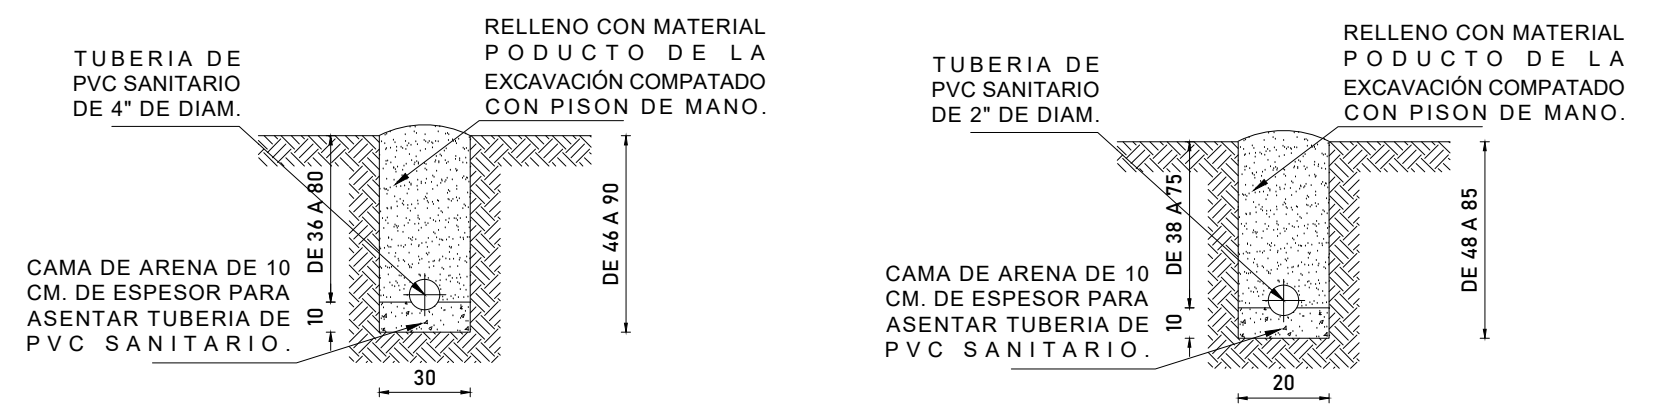 TUBERIA DE
PVC SANITARIO
DE 4" DE DIAM.
RELLENO CON MATERIAL
PODUCTO DE LA
EXCAVACIÓN COMPATADO
CON PISON DE MANO.
DE 36 A 80
10
DE 46 A 90
CAMA DE ARENA DE 10
CM. DE ESPESOR PARA
ASENTAR TUBERIA DE
PVC SANITARIO.
30
TUBERIA DE
PVC SANITARIO
DE 2" DE DIAM.
RELLENO CON MATERIAL
PODUCTO DE LA
EXCAVACIÓN COMPATADO
CON PISON DE MANO.
DE 38 A 75
10
DE 48 A 85
CAMA DE ARENA DE 10
CM. DE ESPESOR PARA
ASENTAR TUBERIA DE
PVC SANITARIO.
20